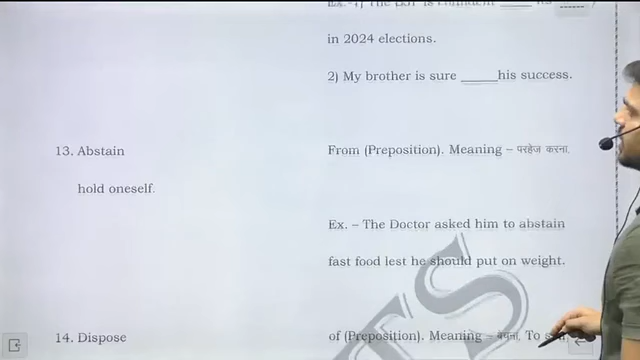 in 2024 elections.
2) My brother is sure _____his success.
13. Abstain
From (Preposition). Meaning – परहेज करना.
hold oneself.
Ex. – The Doctor asked him to abstain
fast food lest he should put on weight.
14. Dispose
of (Preposition). Meaning – बेचना, To